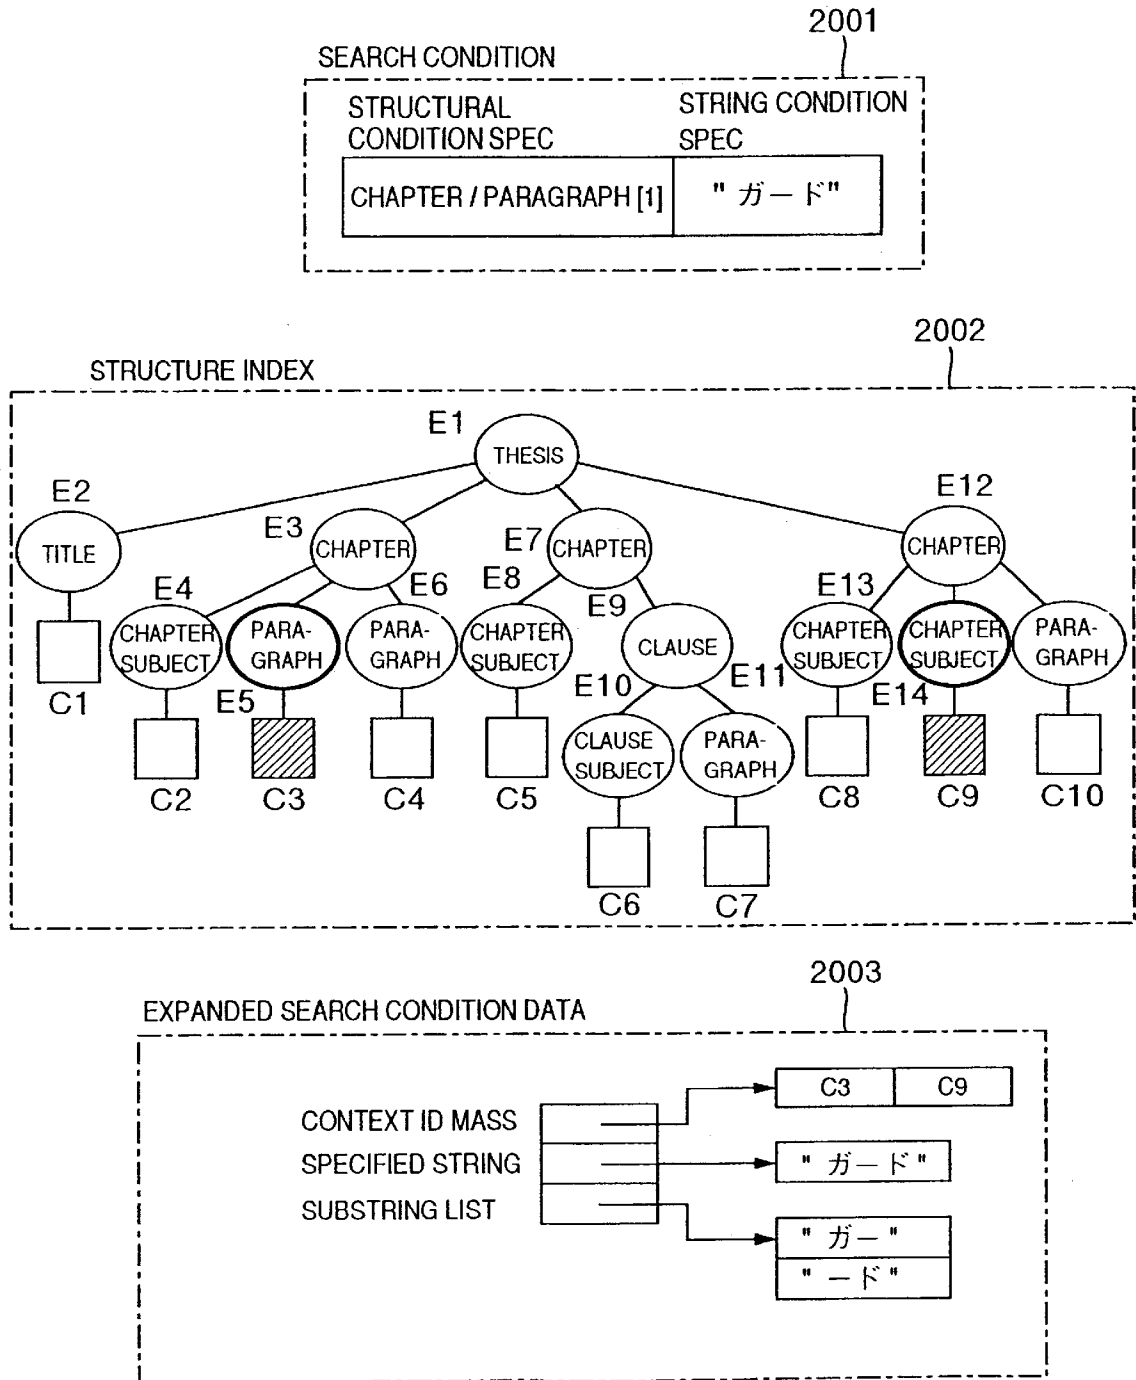 2001
SEARCH CONDITION
STRUCTURAL
CONDITION SPEC
STRING CONDITION
SPEC
CHAPTER / PARAGRAPH [1]
" ガード"
2002
STRUCTURE INDEX
E1
THESIS
E2
TITLE
E3
CHAPTER
E7
CHAPTER
E12
CHAPTER
E4
CHAPTER
SUBJECT
E5
PARA-
GRAPH
E6
PARA-
GRAPH
E8
CHAPTER
SUBJECT
E9
CLAUSE
E13
CHAPTER
SUBJECT
E14
CHAPTER
SUBJECT
PARA-
GRAPH
E10
CLAUSE
SUBJECT
E11
PARA-
GRAPH
C1
C2
C3
C4
C5
C8
C9
C10
C6
C7
2003
EXPANDED SEARCH CONDITION DATA
CONTEXT ID MASS
C3
C9
SPECIFIED STRING
" ガード"
SUBSTRING LIST
" ガー "
" ード"